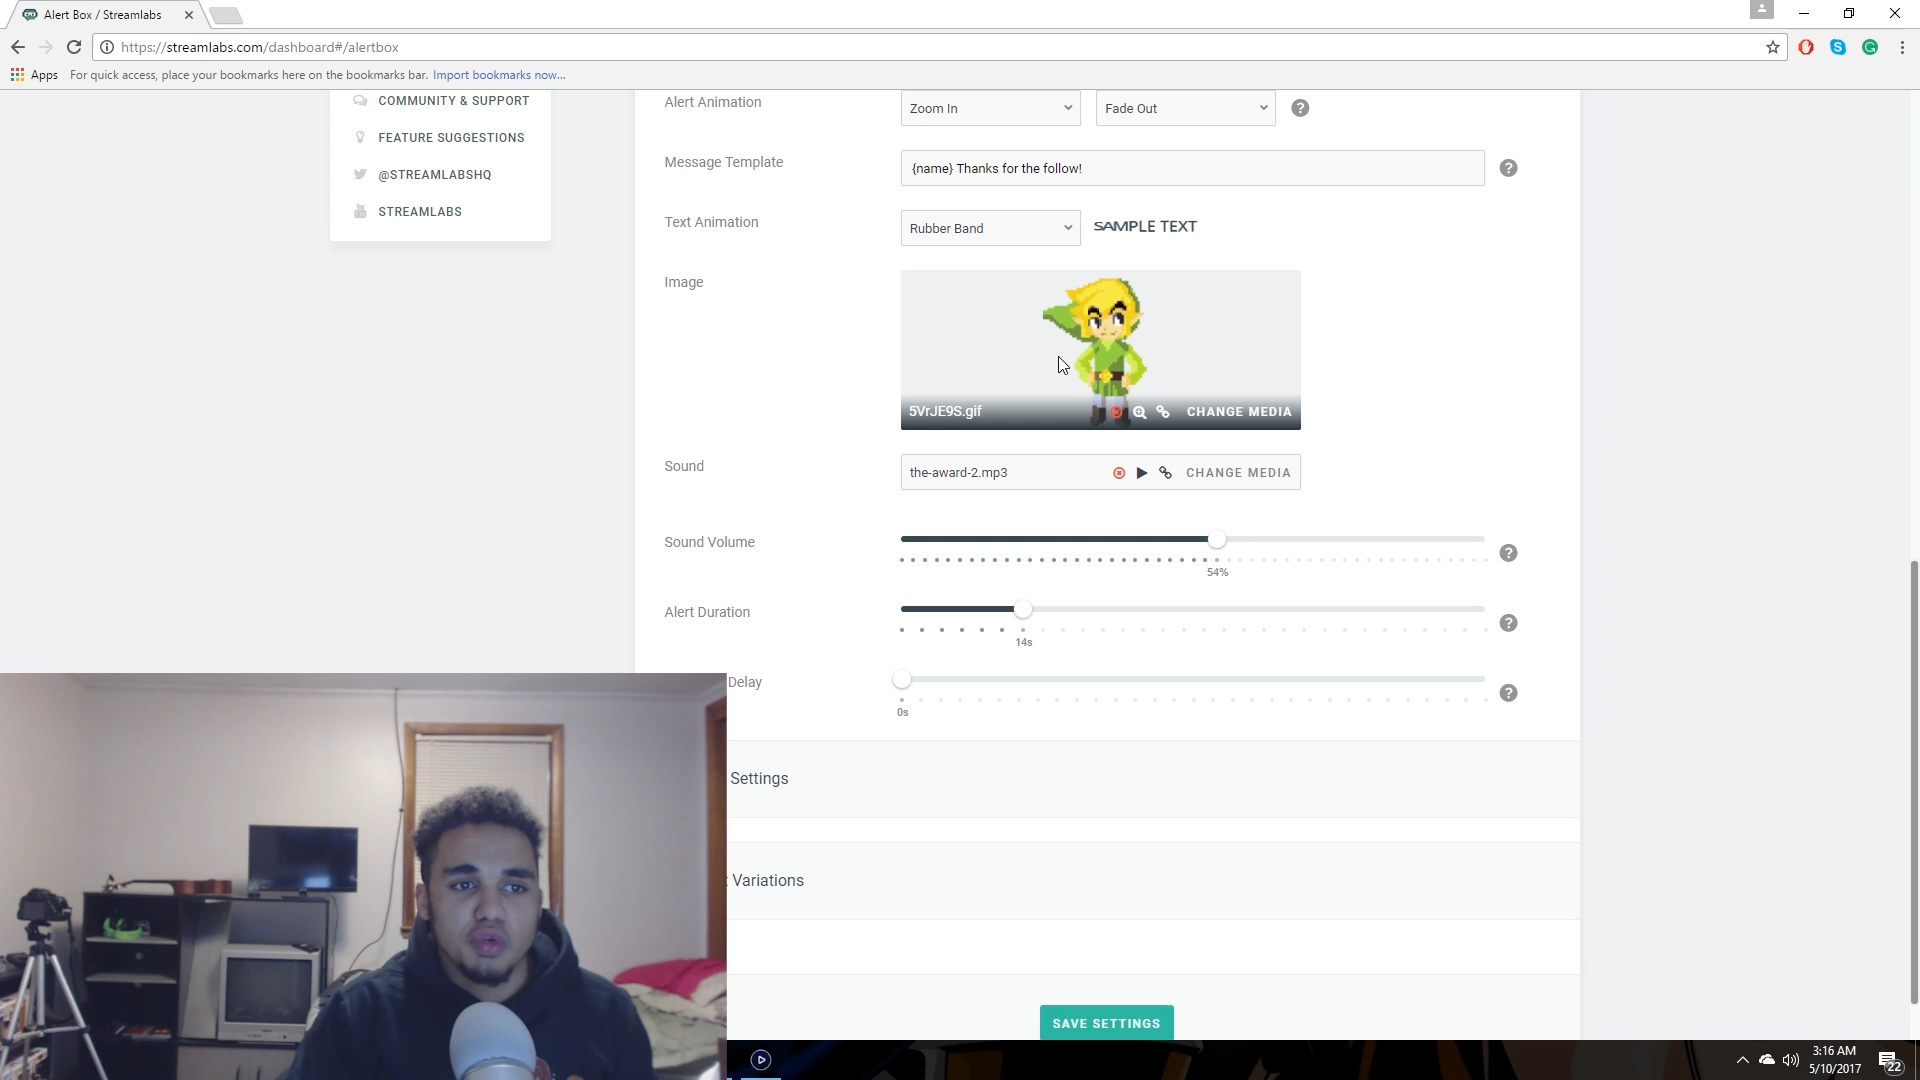 Alert Box / Streamlabs
https://streamlabs.com/dashboard#/alertbox
Apps For quick access, place your bookmarks here on the bookmarks bar. Import bookmarks now...
COMMUNITY & SUPPORT
FEATURE SUGGESTIONS
@STREAMLABSHQ
STREAMLABS
Alert Animation Zoom In Fade Out ?
Message Template {name} Thanks for the follow! ?
Text Animation Rubber Band SAMPLE TEXT
Image
5VrJE9S.gif CHANGE MEDIA
Sound the-award-2.mp3 CHANGE MEDIA
Sound Volume ?
54%
Alert Duration ?
14s
Delay ?
0s
Settings
Variations
SAVE SETTINGS
3:16 AM
5/10/2017
22